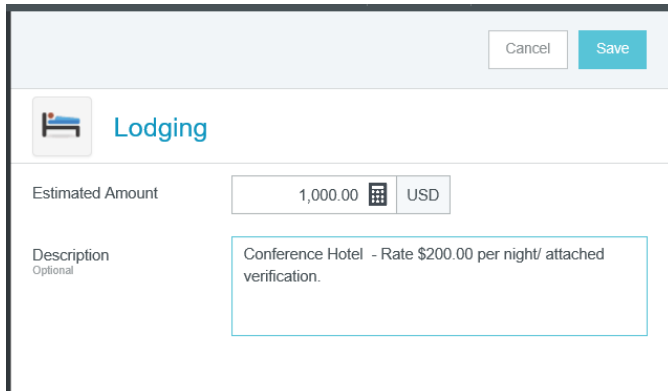 Cancel Save
Lodging
Estimated Amount 1,000.00 USD
Description
Optional
Conference Hotel  - Rate $200.00 per night/ attached
verification.